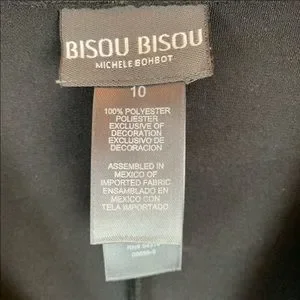 BISOU BISOU
MICHELE BOHBOT
10
100% POLYESTER
POLIESTER
EXCLUSIVE OF
DECORATION
EXCLUSIVO DE
DECORACION
ASSEMBLED IN
MEXICO OF
IMPORTED FABRIC
ENSAMBLADO EN
MEXICO CON
TELA IMPORTADO